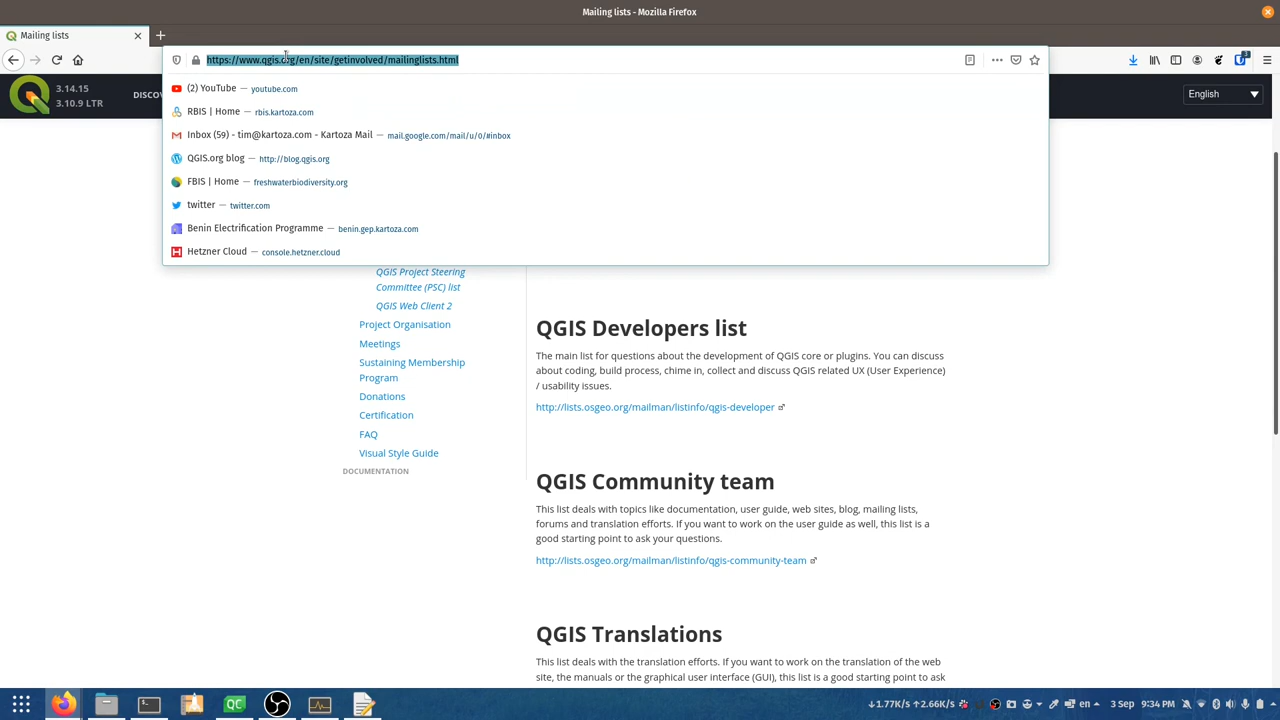 Mailing lists - Mozilla Firefox
Mailing lists
https://www.qgis.org/en/site/getinvolved/mailinglists.html
3.14.15
3.10.9 LTR
DISCOV
English
(2) YouTube — youtube.com
RBIS | Home — rbis.kartoza.com
Inbox (59) - tim@kartoza.com - Kartoza Mail — mail.google.com/mail/u/0/#inbox
QGIS.org blog — http://blog.qgis.org
FBIS | Home — freshwaterbiodiversity.org
twitter — twitter.com
Benin Electrification Programme — benin.gep.kartoza.com
Hetzner Cloud — console.hetzner.cloud
QGIS Project Steering
Committee (PSC) list
QGIS Web Client 2
Project Organisation
Meetings
Sustaining Membership
Program
Donations
Certification
FAQ
Visual Style Guide
DOCUMENTATION
QGIS Developers list
The main list for questions about the development of QGIS core or plugins. You can discuss
about coding, build process, chime in, collect and discuss QGIS related UX (User Experience)
/ usability issues.
http://lists.osgeo.org/mailman/listinfo/qgis-developer
QGIS Community team
This list deals with topics like documentation, user guide, web sites, blog, mailing lists,
forums and translation efforts. If you want to work on the user guide as well, this list is a
good starting point to ask your questions.
http://lists.osgeo.org/mailman/listinfo/qgis-community-team
QGIS Translations
This list deals with the translation efforts. If you want to work on the translation of the web
site, the manuals or the graphical user interface (GUI), this list is a good starting point to ask
QC
↓1.77K/s ↑2.66K/s
en
3 Sep
9:34 PM